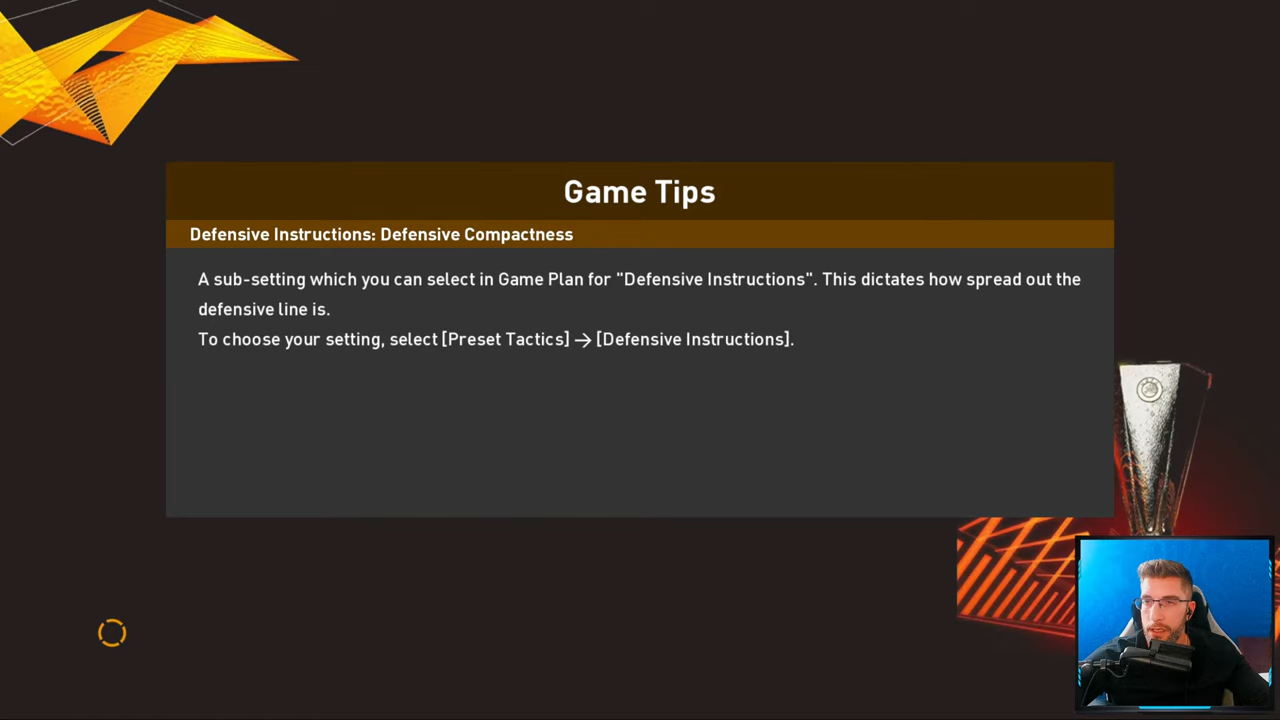 Game Tips
Defensive Instructions: Defensive Compactness
A sub-setting which you can select in Game Plan for "Defensive Instructions". This dictates how spread out the
defensive line is.
To choose your setting, select [Preset Tactics] → [Defensive Instructions].